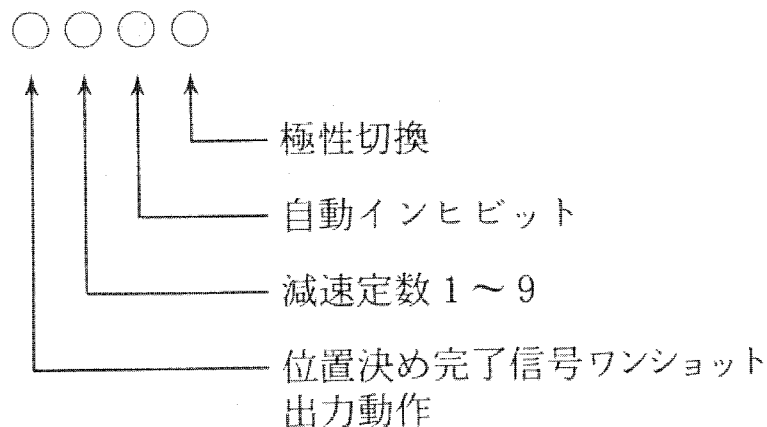 ○○○○
極性切換
自動インヒビット
減速定数1～9
位置決め完了信号ワンショット
出力動作